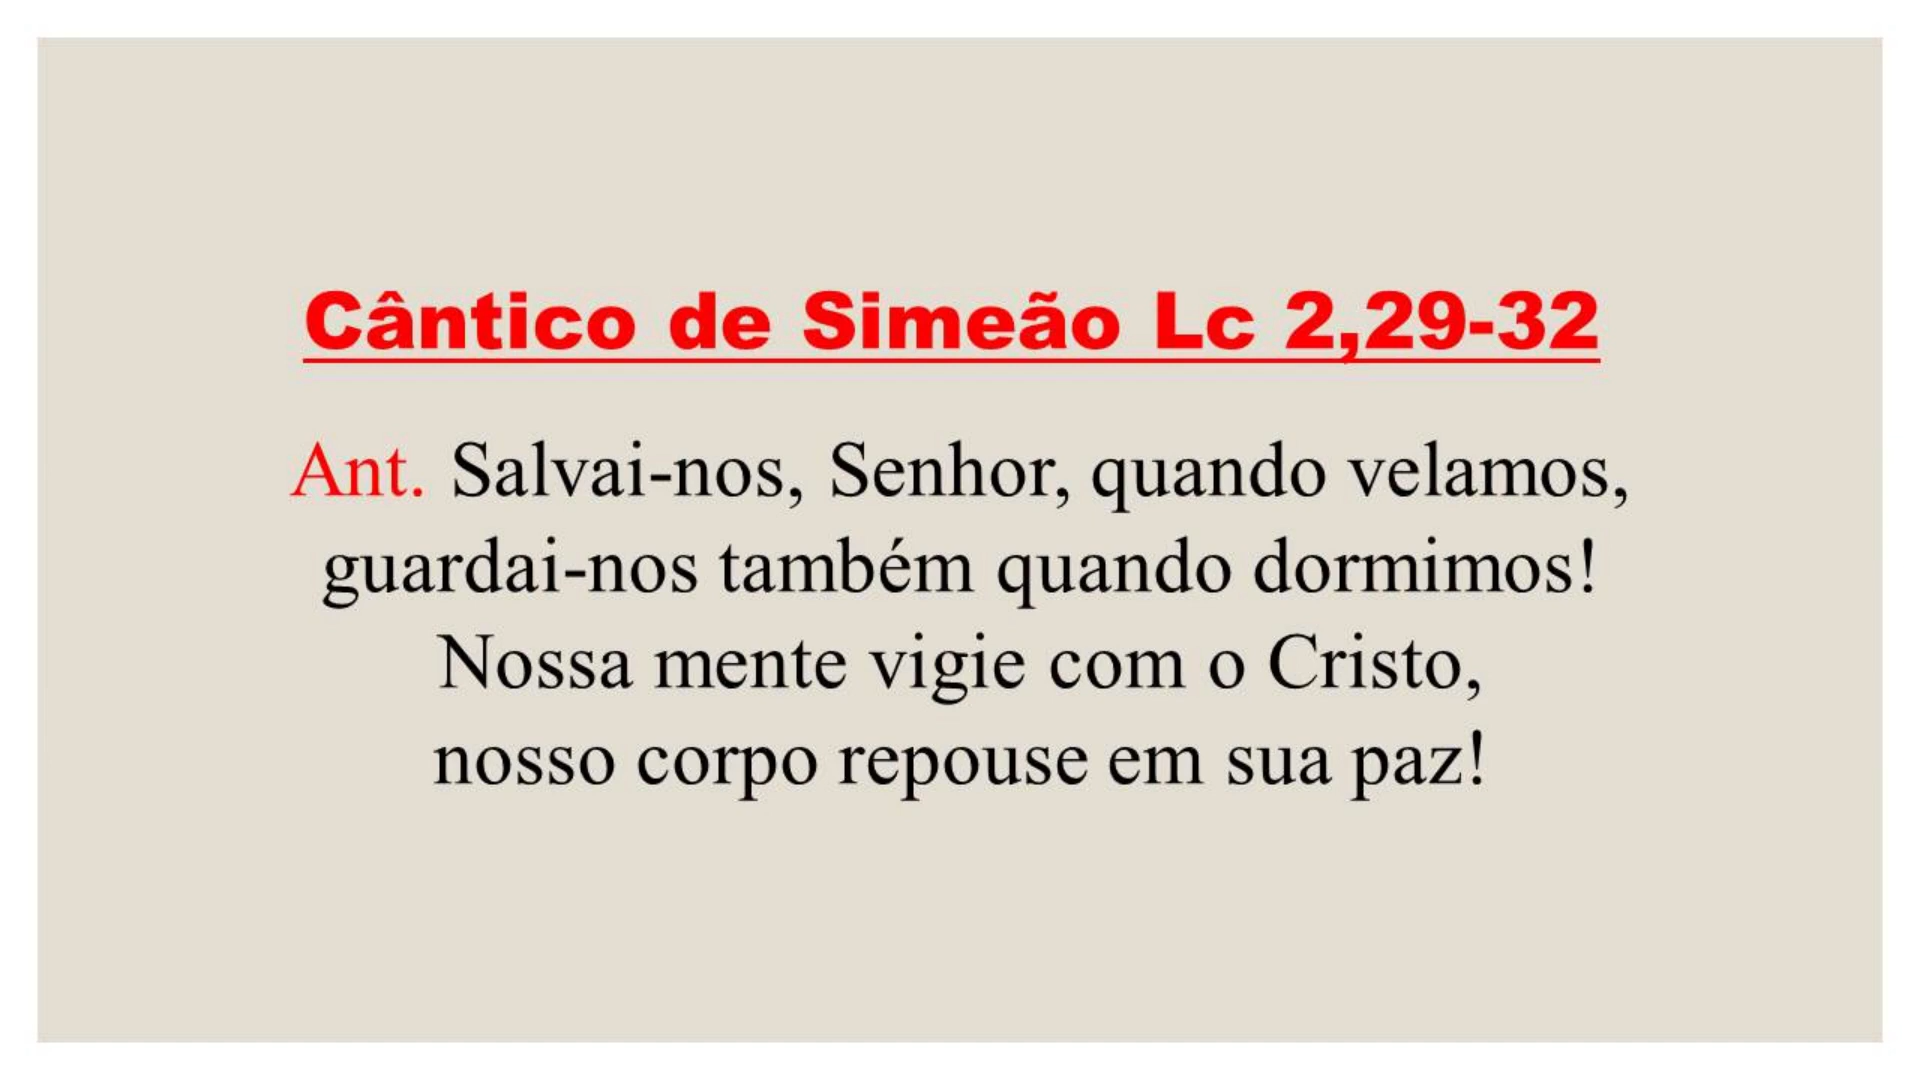 Cântico de Simeão Lc 2,29-32
Ant. Salvai-nos, Senhor, quando velamos,
guardai-nos também quando dormimos!
Nossa mente vigie com o Cristo,
nosso corpo repouse em sua paz!